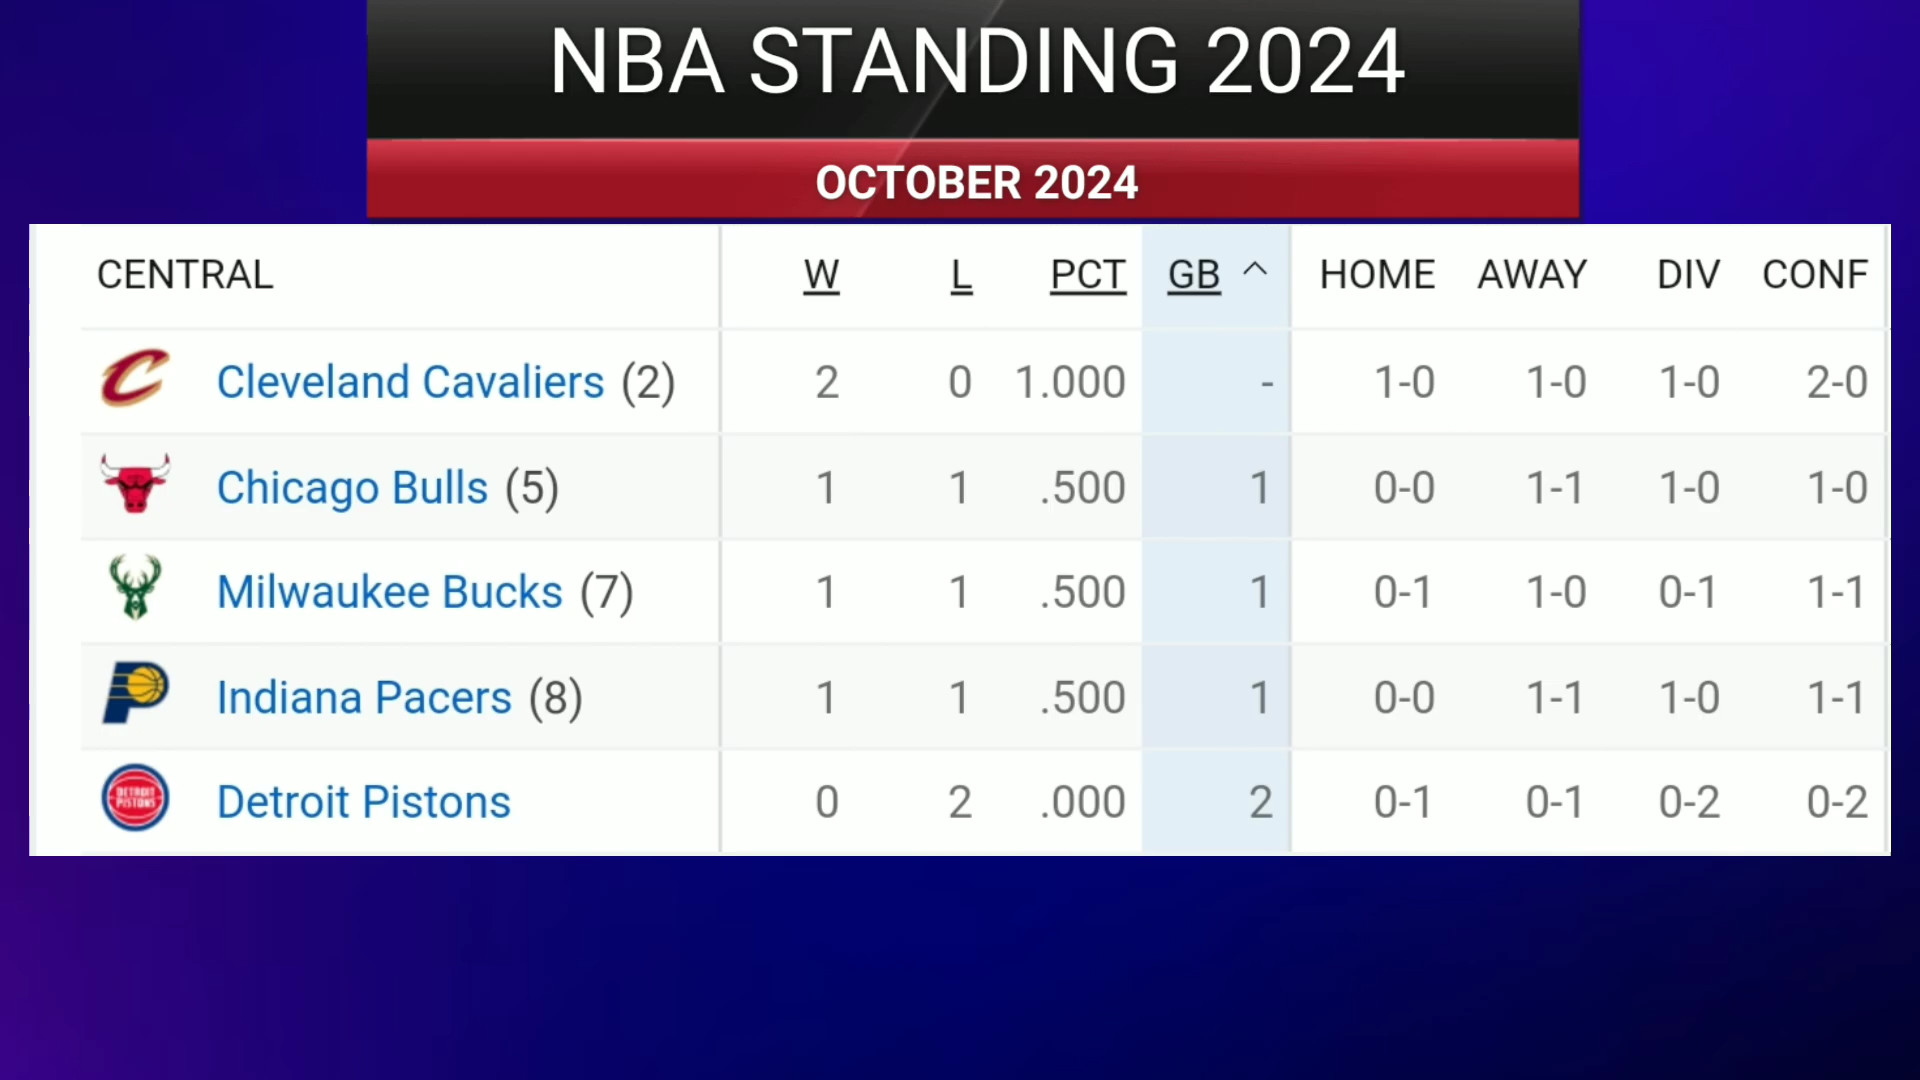 NBA STANDING 2024
OCTOBER 2024
CENTRAL W L PCT GB HOME AWAY DIV CONF
Cleveland Cavaliers (2) 2 0 1.000 - 1-0 1-0 1-0 2-0
Chicago Bulls (5) 1 1 .500 1 0-0 1-1 1-0 1-0
Milwaukee Bucks (7) 1 1 .500 1 0-1 1-0 0-1 1-1
Indiana Pacers (8) 1 1 .500 1 0-0 1-1 1-0 1-1
DETROIT PISTONS Detroit Pistons 0 2 .000 2 0-1 0-1 0-2 0-2